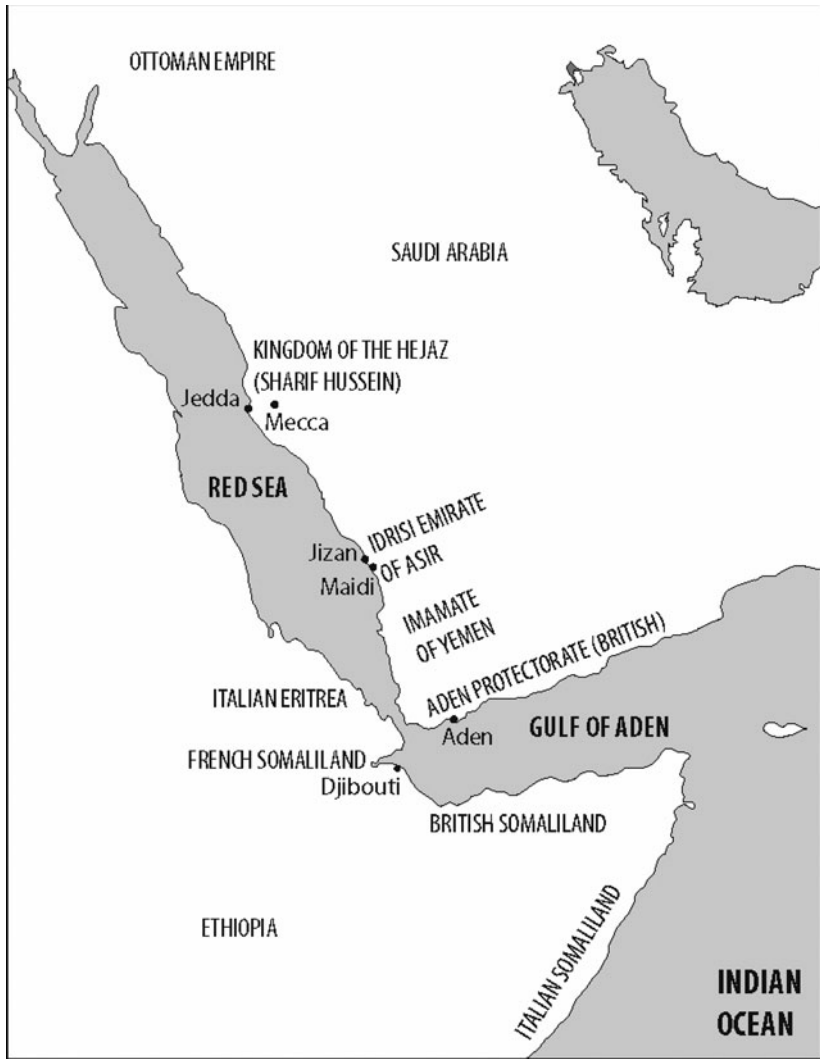 OTTOMAN EMPIRE
SAUDI ARABIA
KINGDOM OF THE HEJAZ
(SHARIF HUSSEIN)
Jedda
Mecca
RED SEA
IDRISI EMIRATE
OF ASIR
Jizan
Maidi
IMAMATE
OF YEMEN
ADEN PROTECTORATE (BRITISH)
ITALIAN ERITREA
Aden
GULF OF ADEN
FRENCH SOMALILAND
Djibouti
BRITISH SOMALILAND
ETHIOPIA
ITALIAN SOMALILAND
INDIAN
OCEAN